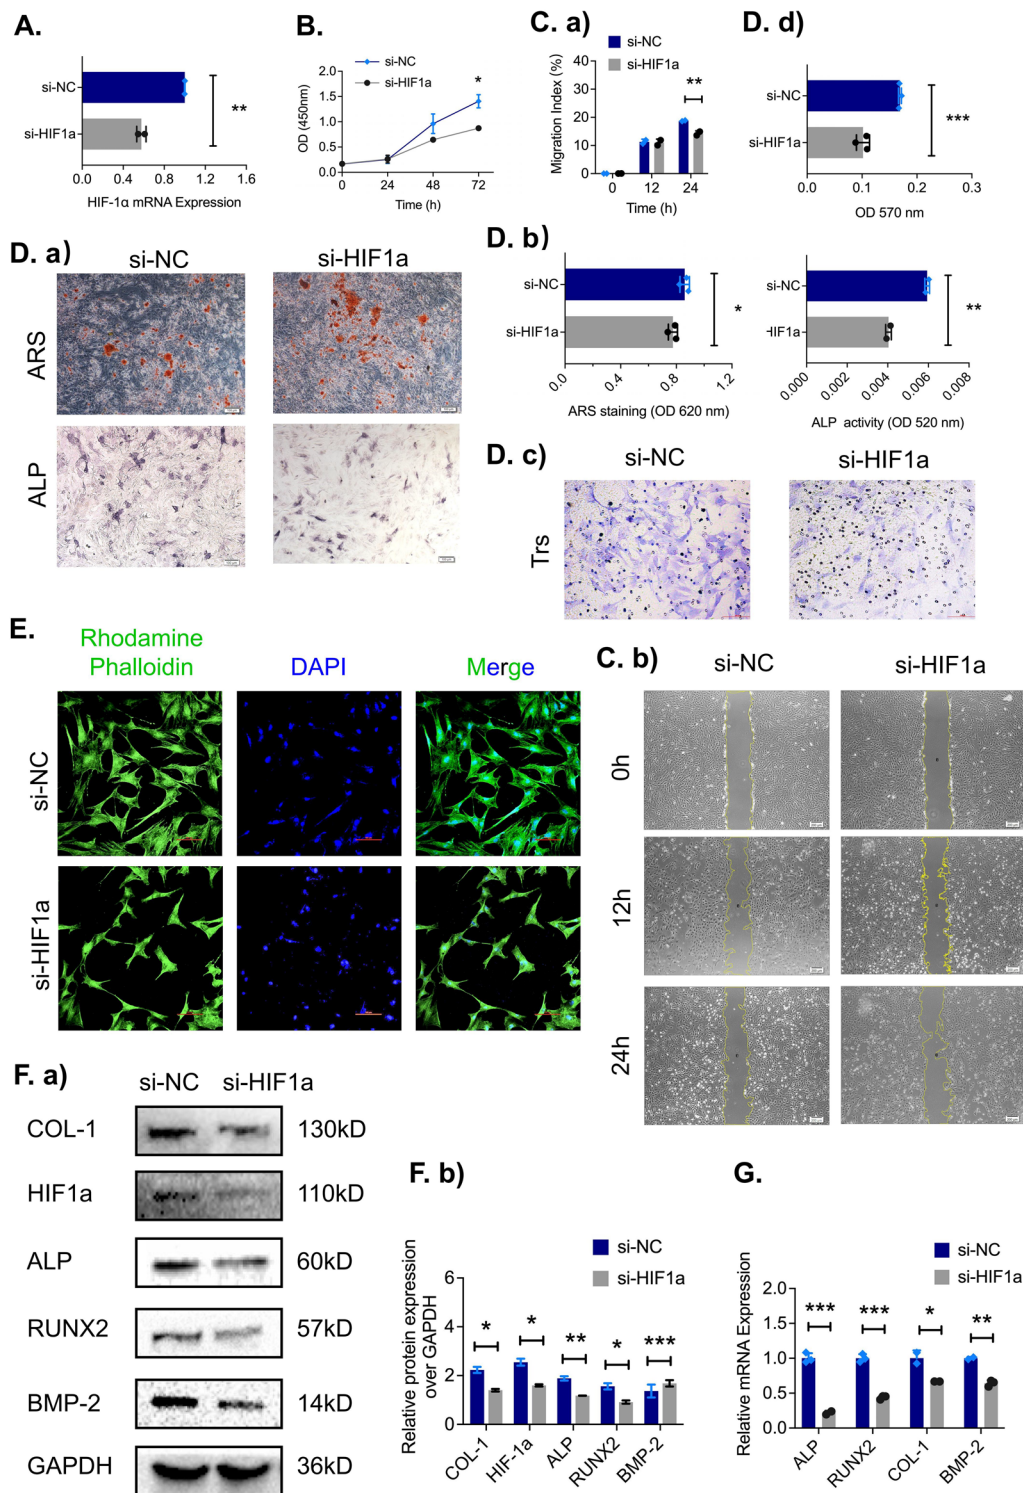 A.
si-NC
si-HIF1a
**
0.0 0.4 0.8 1.2 1.6
HIF-1α mRNA Expression
B.
si-NC
si-HIF1a
OD (450nm)
2.0
1.5
1.0
0.5
0.0
*
0 24 48 72
Time (h)
C. a)
si-NC
si-HIF1a
Migration Index (%)
40
30
20
10
0
**
0 12 24
Time (h)
D. d)
si-NC
si-HIF1a
***
0.0 0.1 0.2 0.3
OD 570 nm
D. a)
si-NC si-HIF1a
ARS
ALP
D. b)
si-NC
si-HIF1a
*
0.0 0.4 0.8 1.2
ARS staining (OD 620 nm)
si-NC
HIF1a
**
0.000 0.002 0.004 0.006 0.008
ALP activity (OD 520 nm)
D. c)
si-NC si-HIF1a
Trs
E.
Rhodamine
Phalloidin
DAPI
Merge
si-NC
si-HIF1a
C. b)
si-NC si-HIF1a
0h
12h
24h
F. a)
si-NC si-HIF1a
COL-1 130kD
HIF1a 110kD
ALP 60kD
RUNX2 57kD
BMP-2 14kD
GAPDH 36kD
F. b)
si-NC
si-HIF1a
Relative protein expression
over GAPDH
6
4
2
0
* * ** * ***
COL-1 HIF-1a ALP RUNX2 BMP-2
G.
si-NC
si-HIF1a
Relative mRNA Expression
2.0
1.5
1.0
0.5
0.0
*** *** * **
ALP RUNX2 COL-1 BMP-2